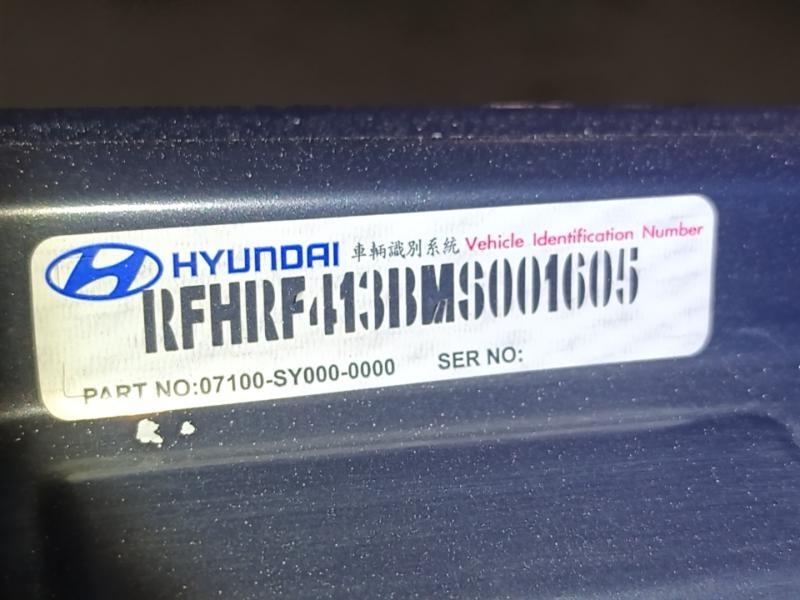 HYUNDAI 車輛識別系統 Vehicle Identification Number
RFHRF413BMS001605
PART NO:07100-SY000-0000 SER NO: